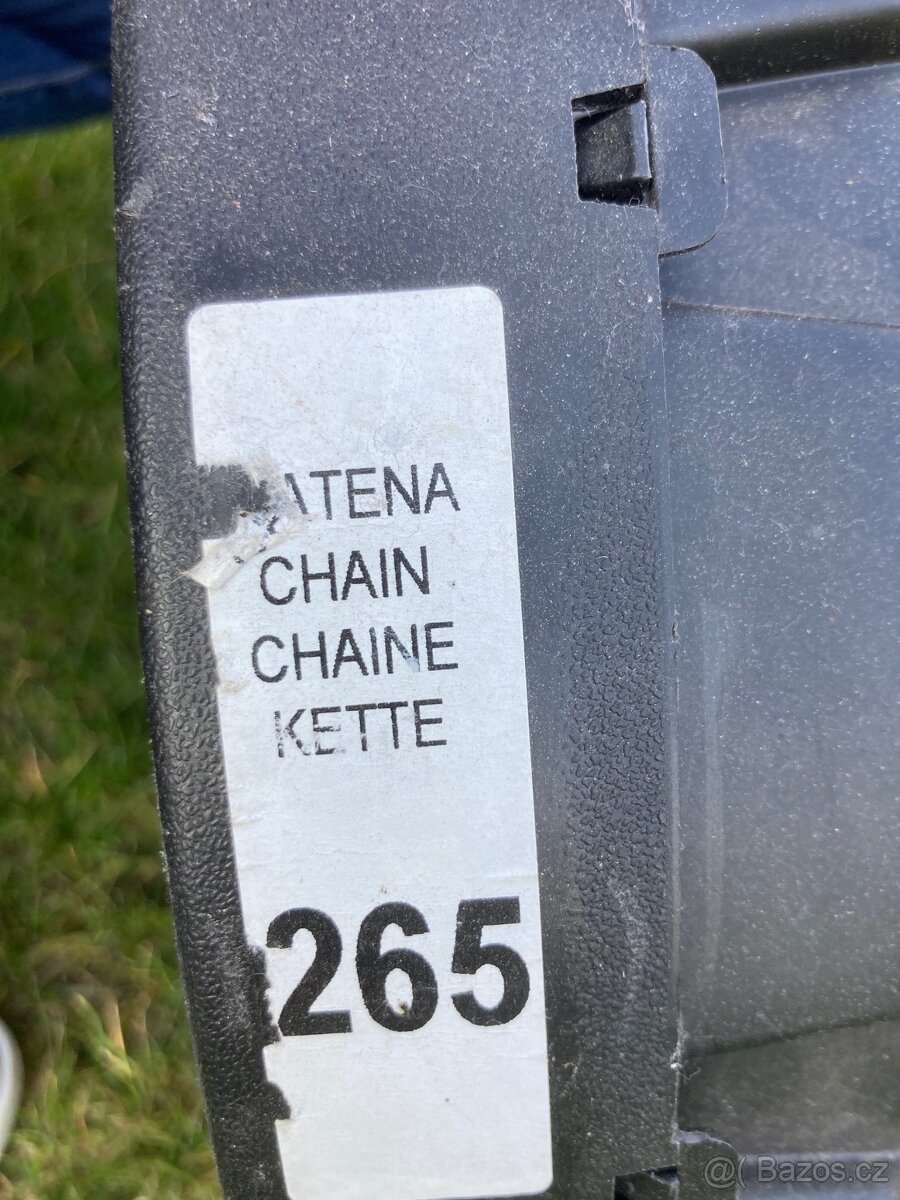 ATENA
CHAIN
CHAINE
KETTE
265
@( Bazos.cz